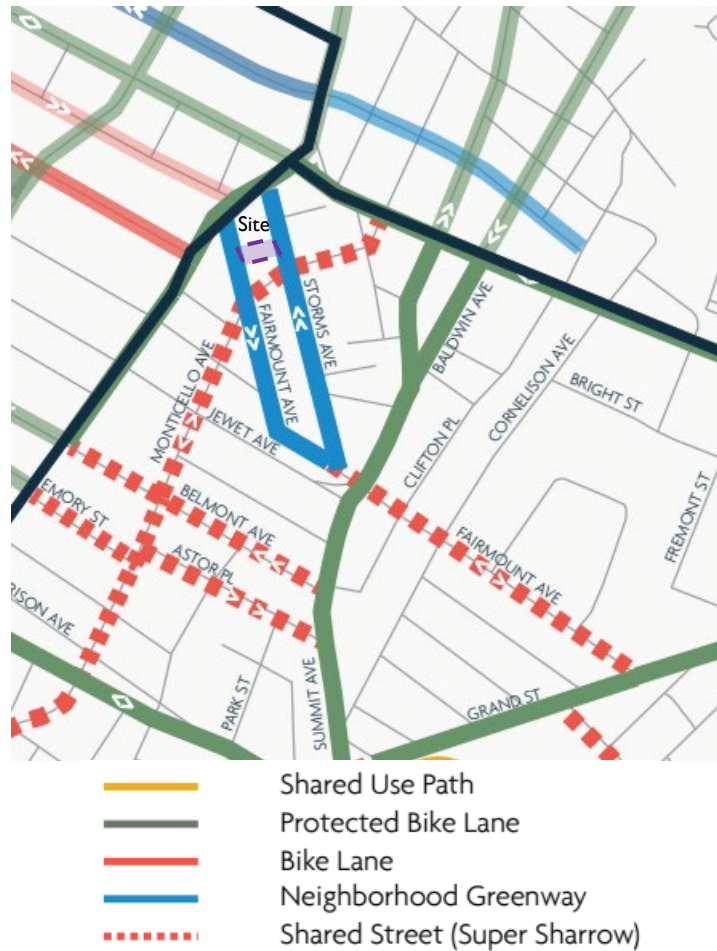 Site
STORMS AVE
FAIRMOUNT AVE
MONTICELLO AVE
BALDWIN AVE
CORNELISON AVE
BRIGHT ST
JEWET AVE
CLIFTON PL
FREMONT ST
EMORY ST
BELMONT AVE
ASTOR PL
FAIRMOUNT AVE
RISON AVE
PARK ST
SUMMIT AVE
GRAND ST
Shared Use Path
Protected Bike Lane
Bike Lane
Neighborhood Greenway
Shared Street (Super Sharrow)